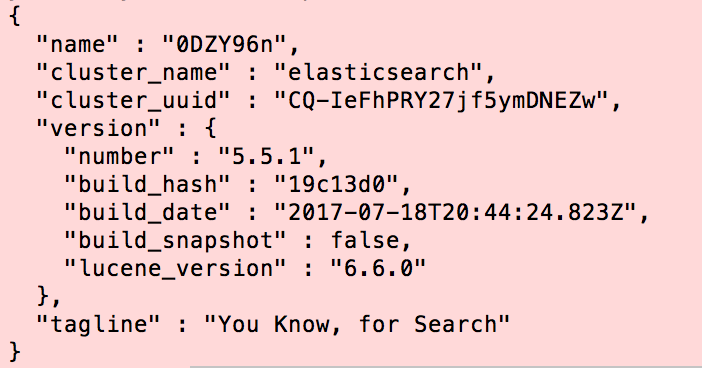 {
  "name" : "0DZY96n",
  "cluster_name" : "elasticsearch",
  "cluster_uuid" : "CQ-IeFhPRY27jf5ymDNEZw",
  "version" : {
    "number" : "5.5.1",
    "build_hash" : "19c13d0",
    "build_date" : "2017-07-18T20:44:24.823Z",
    "build_snapshot" : false,
    "lucene_version" : "6.6.0"
  },
  "tagline" : "You Know, for Search"
}